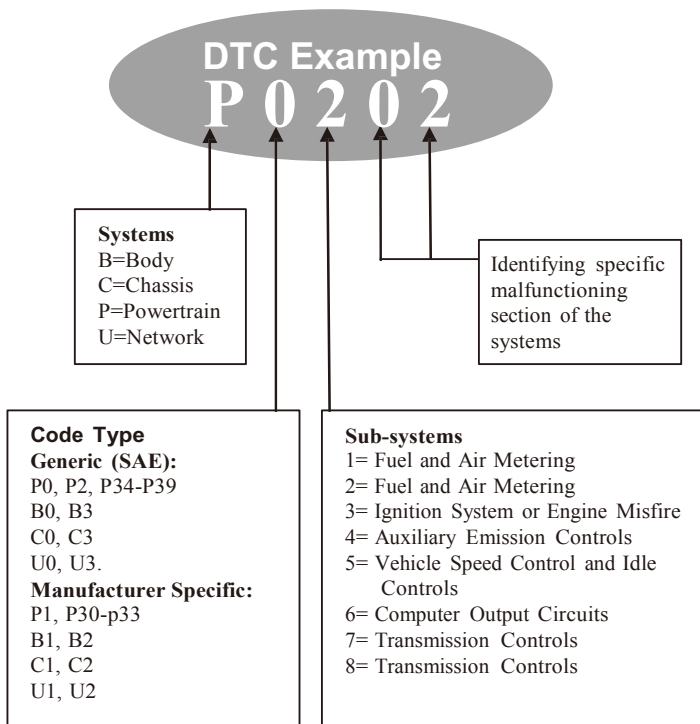 DTC Example
P 0 2 0 2
Systems
B=Body
C=Chassis
P=Powertrain
U=Network
Identifying specific
malfunctioning
section of the
systems
Code Type
Generic (SAE):
P0, P2, P34-P39
B0, B3
C0, C3
U0, U3.
Manufacturer Specific:
P1, P30-p33
B1, B2
C1, C2
U1, U2
Sub-systems
1= Fuel and Air Metering
2= Fuel and Air Metering
3= Ignition System or Engine Misfire
4= Auxiliary Emission Controls
5= Vehicle Speed Control and Idle
Controls
6= Computer Output Circuits
7= Transmission Controls
8= Transmission Controls